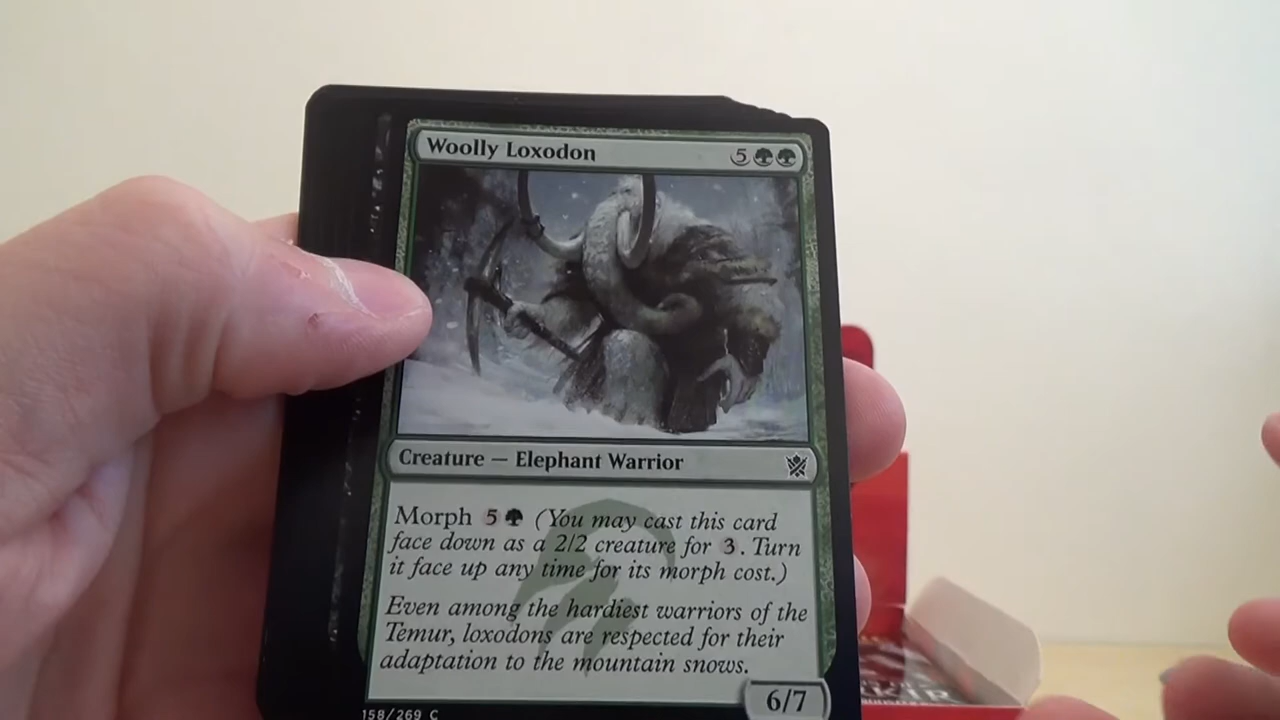 Woolly Loxodon 5
Creature — Elephant Warrior
Morph 5 (You may cast this card
face down as a 2/2 creature for 3. Turn
it face up any time for its morph cost.)
Even among the hardiest warriors of the
Temur, loxodons are respected for their
adaptation to the mountain snows.
6/7
158/269 C